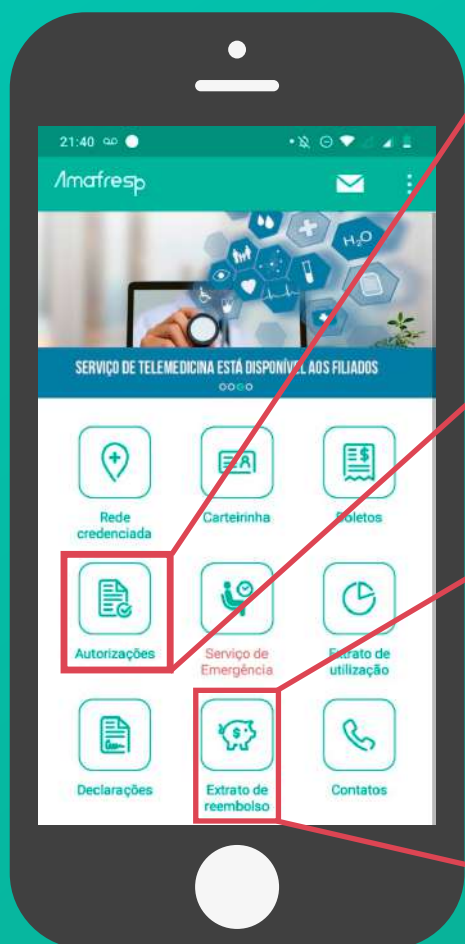 21:40
Amafresp
H₂O
SERVIÇO DE TELEMEDICINA ESTÁ DISPONÍVEL AOS FILIADOS
Rede
credenciada
Carteirinha
Boletos
Autorizações
Serviço de
Emergência
Extrato de
utilização
Declarações
Extrato de
reembolso
Contatos